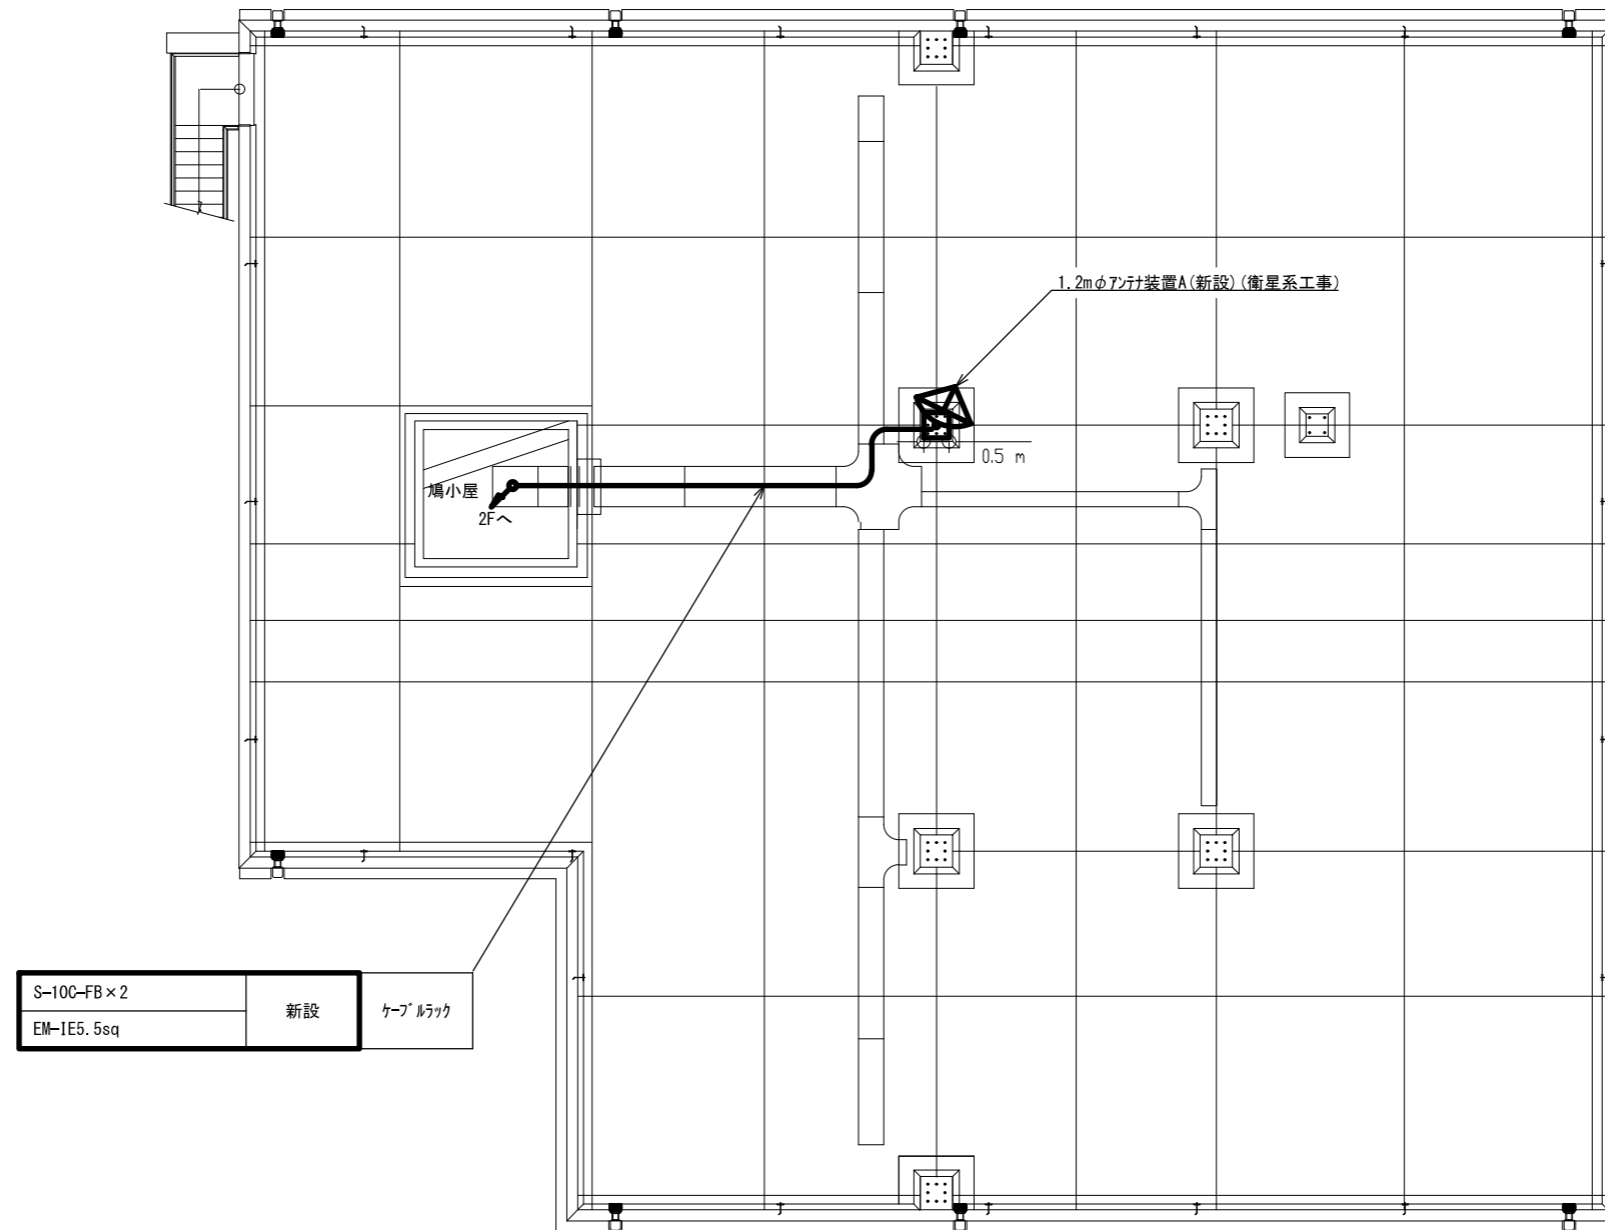 1.2mφｱﾝﾃﾅ装置A(新設)(衛星系工事)
0.5 m
鳩小屋
2Fへ
S-10C-FB×2
新設
ｹｰﾌﾞﾙﾗｯｸ
EM-IE5.5sq